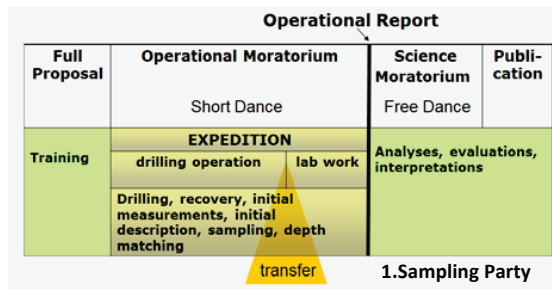 Operational Report
Full
Proposal
Operational Moratorium
Short Dance
Science
Moratorium
Free Dance
Publi-
cation
Training
EXPEDITION
drilling operation
lab work
Drilling, recovery, initial
measurements, initial
description, sampling, depth
matching
Analyses, evaluations,
interpretations
transfer
1.Sampling Party